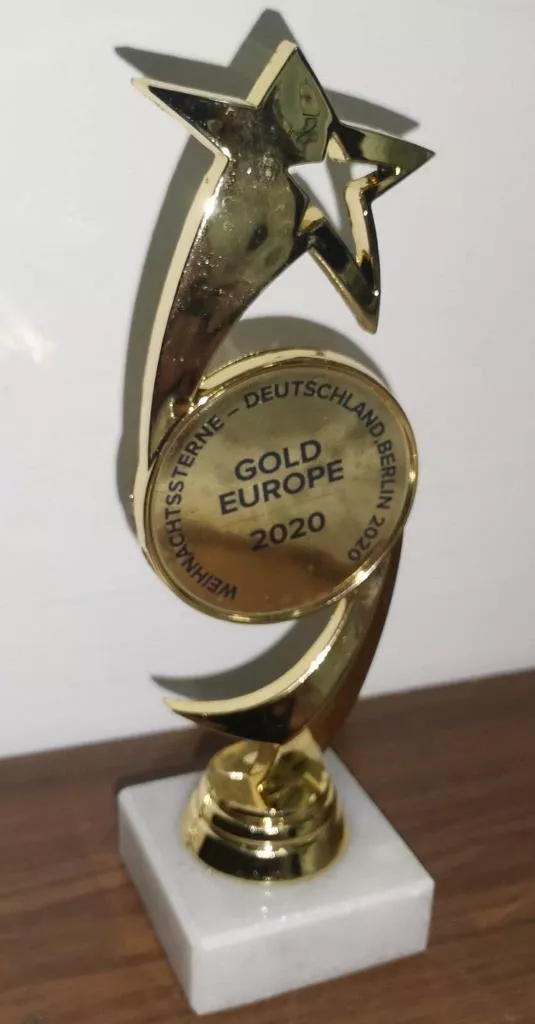 WEIHNACHTSSTERNE – DEUTSCHLAND,BERLIN 2020
GOLD
EUROPE
2020